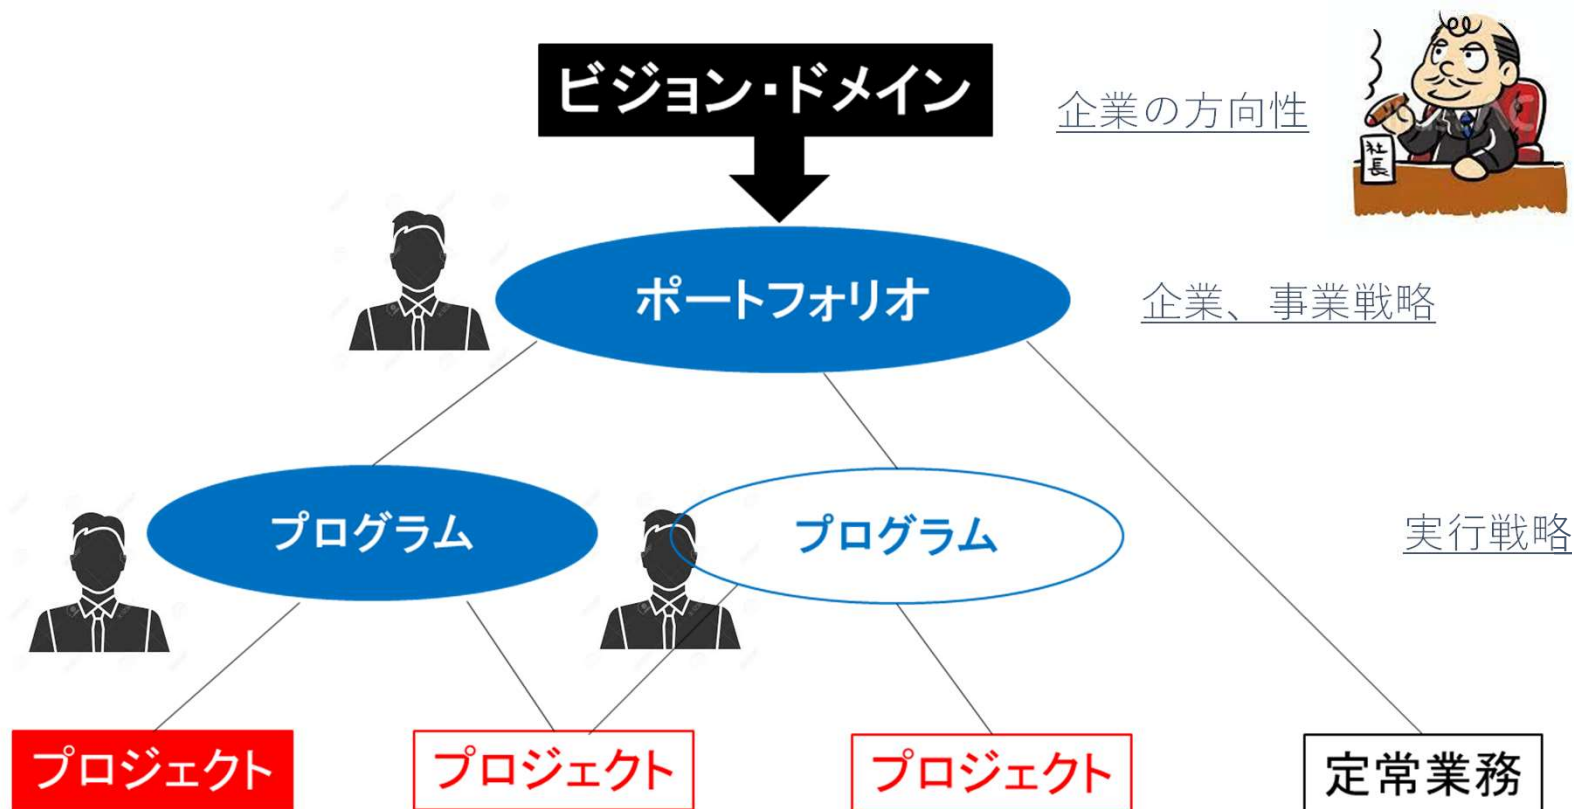 ビジョン・ドメイン
企業の方向性
社長
ポートフォリオ
企業、事業戦略
プログラム
プログラム
実行戦略
プロジェクト
プロジェクト
プロジェクト
定常業務